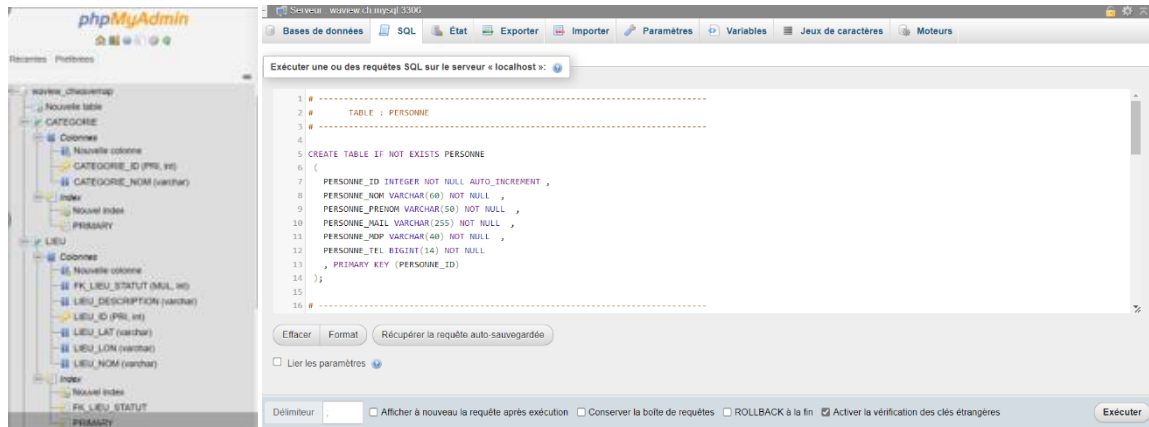 phpMyAdmin
Récentes Préférées
waview_chwavemap
Nouvelle table
CATEGORIE
Colonnes
Nouvelle colonne
CATEGORIE_ID (PRI, int)
CATEGORIE_NOM (varchar)
Index
Nouvel index
PRIMARY
LIEU
Colonnes
Nouvelle colonne
FK_LIEU_STATUT (MUL, int)
LIEU_DESCRIPTION (varchar)
LIEU_ID (PRI, int)
LIEU_LAT (varchar)
LIEU_LON (varchar)
LIEU_NOM (varchar)
Index
Nouvel index
FK_LIEU_STATUT
PRIMARY
Serveur : waview.ch.mysql:3306
Bases de données SQL État Exporter Importer Paramètres Variables Jeux de caractères Moteurs
Exécuter une ou des requêtes SQL sur le serveur « localhost »:
1 # -----------------------------------------------------------------------------
2 # TABLE : PERSONNE
3 # -----------------------------------------------------------------------------
4
5 CREATE TABLE IF NOT EXISTS PERSONNE
6 (
7 PERSONNE_ID INTEGER NOT NULL AUTO_INCREMENT ,
8 PERSONNE_NOM VARCHAR(60) NOT NULL ,
9 PERSONNE_PRENOM VARCHAR(50) NOT NULL ,
10 PERSONNE_MAIL VARCHAR(255) NOT NULL ,
11 PERSONNE_MDP VARCHAR(40) NOT NULL ,
12 PERSONNE_TEL BIGINT(14) NOT NULL
13 , PRIMARY KEY (PERSONNE_ID)
14 );
15
16 # -----------------------------------------------------------------------------
Effacer Format Récupérer la requête auto-sauvegardée
Lier les paramètres
Délimiteur ; Afficher à nouveau la requête après exécution Conserver la boîte de requêtes ROLLBACK à la fin Activer la vérification des clés étrangères Exécuter